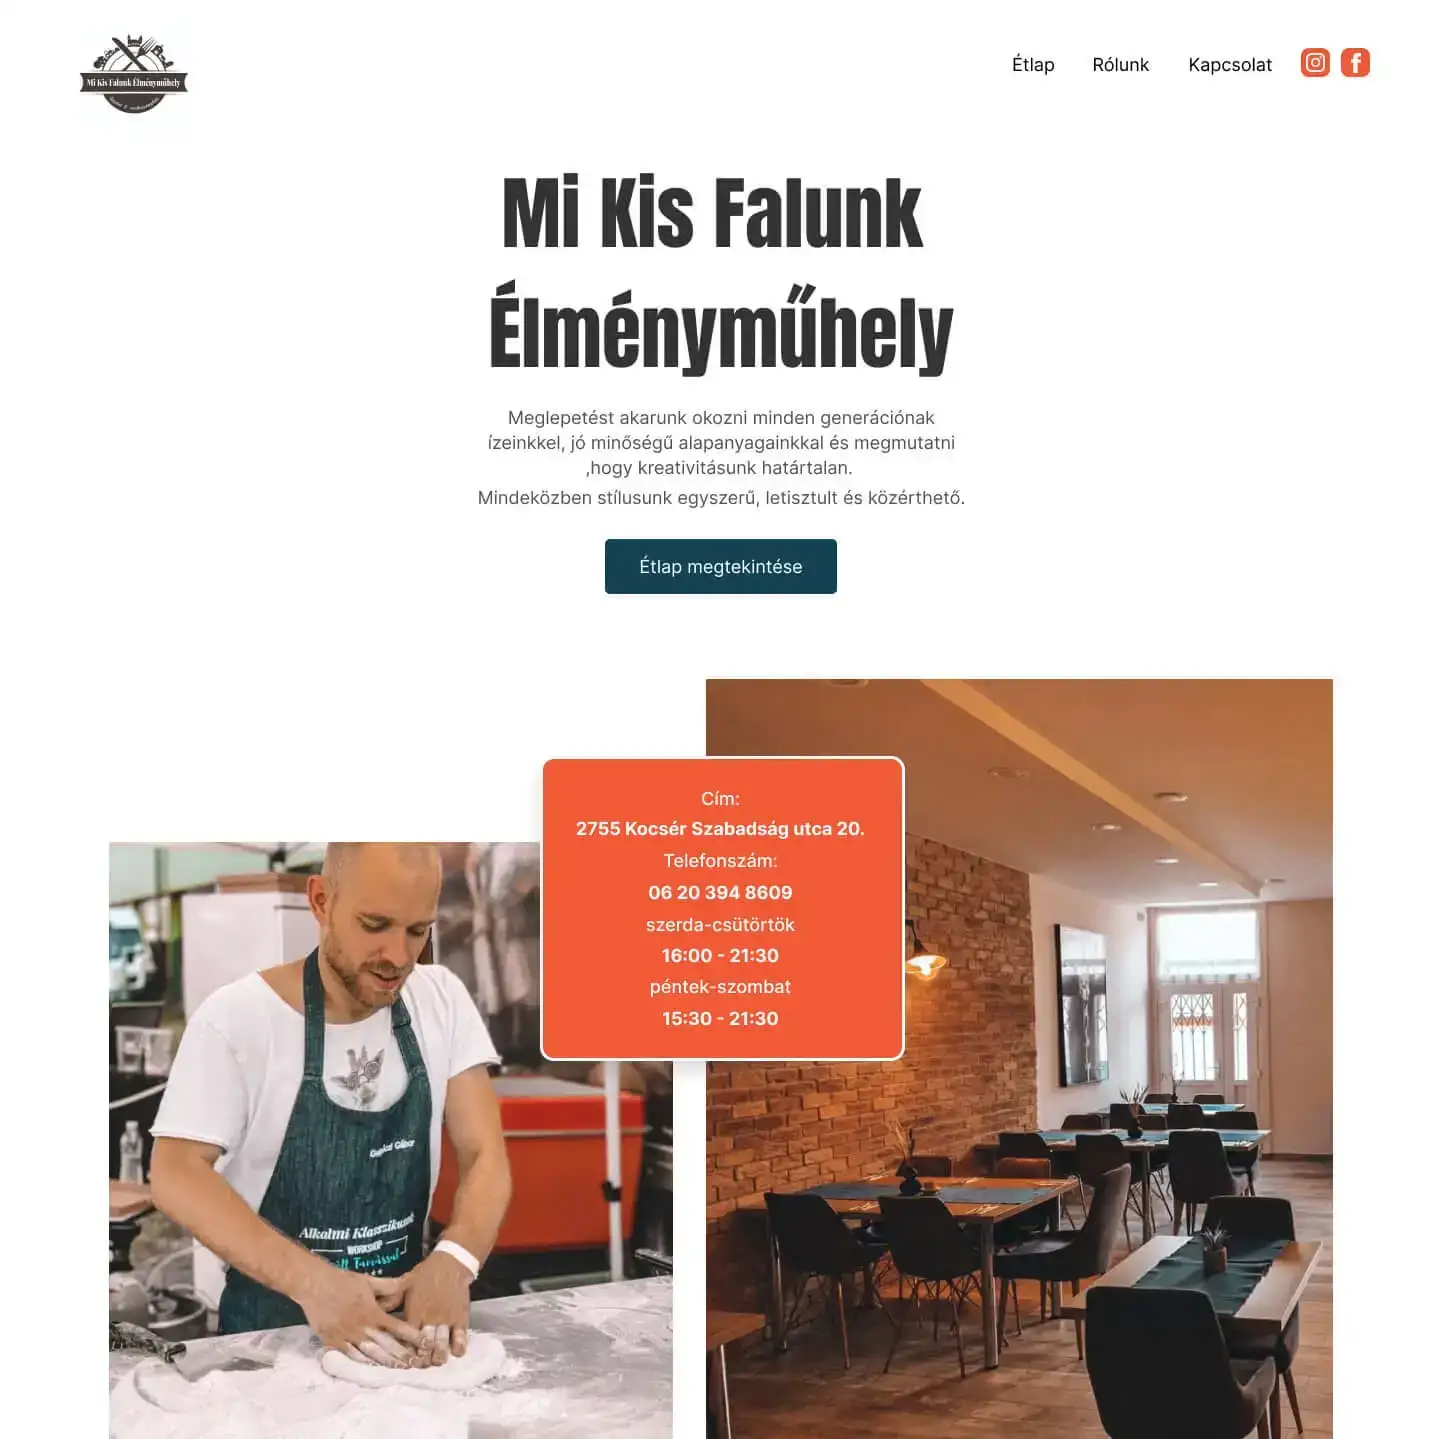 Mi Kis Falunk Élményműhely
Étlap
Rólunk
Kapcsolat
Mi Kis Falunk
Élményműhely
Meglepetést akarunk okozni minden generációnak
ízeinkkel, jó minőségű alapanyagainkkal és megmutatni
,hogy kreativitásunk határtalan.
Mindeközben stílusunk egyszerű, letisztult és közérthető.
Étlap megtekintése
Cím:
2755 Kocsér Szabadság utca 20.
Telefonszám:
06 20 394 8609
szerda-csütörtök
16:00 - 21:30
péntek-szombat
15:30 - 21:30
Gábor
Alkalmi Klasszikusok
WORKSHOP
Tamással